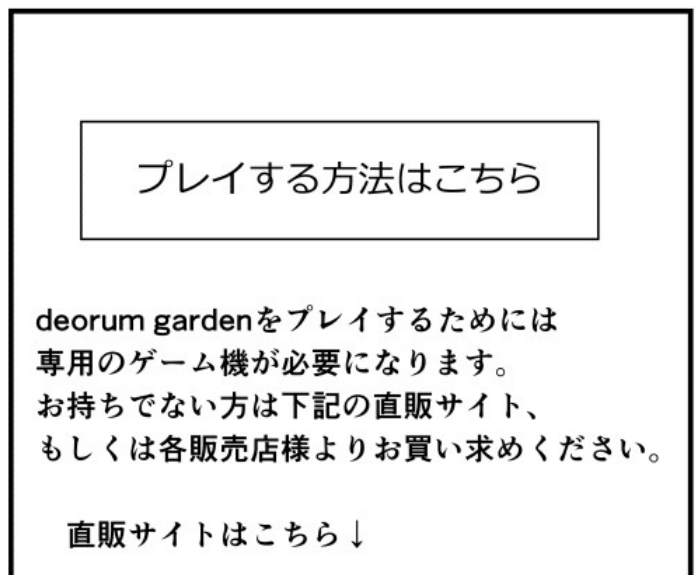 プレイする方法はこちら
deorum gardenをプレイするためには
専用のゲーム機が必要になります。
お持ちでない方は下記の直販サイト、
もしくは各販売店様よりお買い求めください。
直販サイトはこちら↓